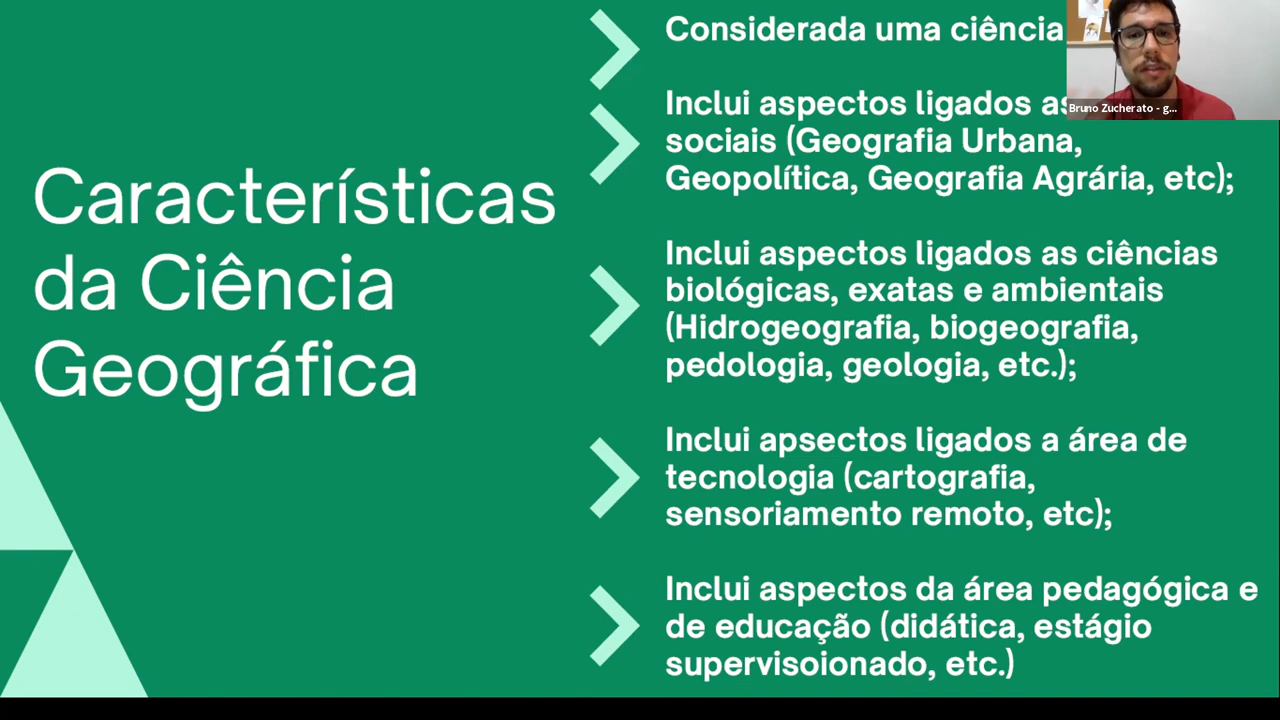 Características
da Ciência
Geográfica
Considerada uma ciência
Inclui aspectos ligados as
sociais (Geografia Urbana,
Geopolítica, Geografia Agrária, etc);
Inclui aspectos ligados as ciências
biológicas, exatas e ambientais
(Hidrogeografia, biogeografia,
pedologia, geologia, etc.);
Inclui apsectos ligados a área de
tecnologia (cartografia,
sensoriamento remoto, etc);
Inclui aspectos da área pedagógica e
de educação (didática, estágio
supervisoionado, etc.)
Bruno Zucherato - g...